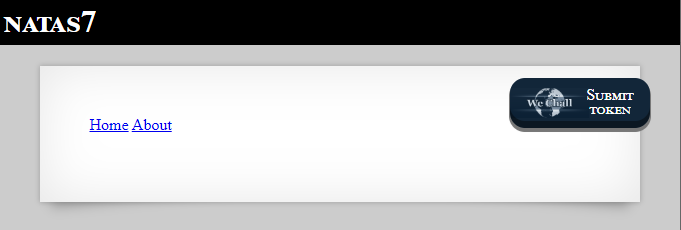 NATAS7
Home About
We Chall
SUBMIT
TOKEN